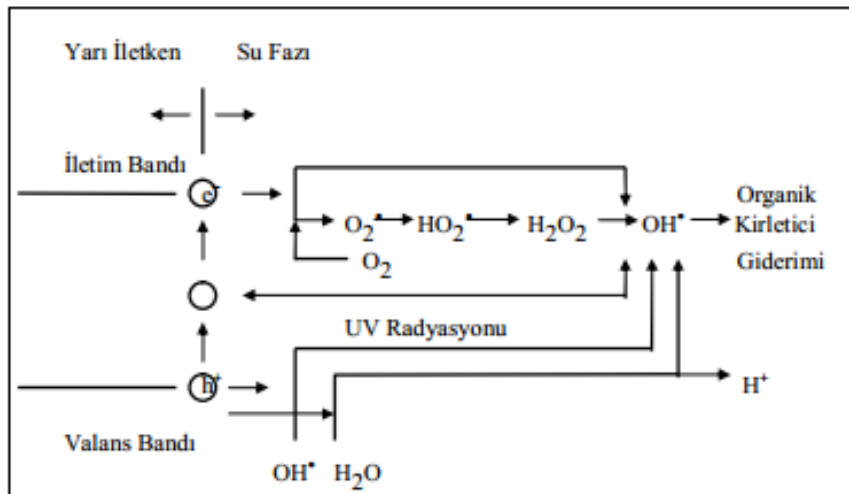 Yarı İletken Su Fazı
İletim Bandı
e⁻
Organik
O₂• HO₂• H₂O₂ OH• Kirletici
O₂ Giderimi
UV Radyasyonu
h⁺ H⁺
Valans Bandı
OH• H₂O